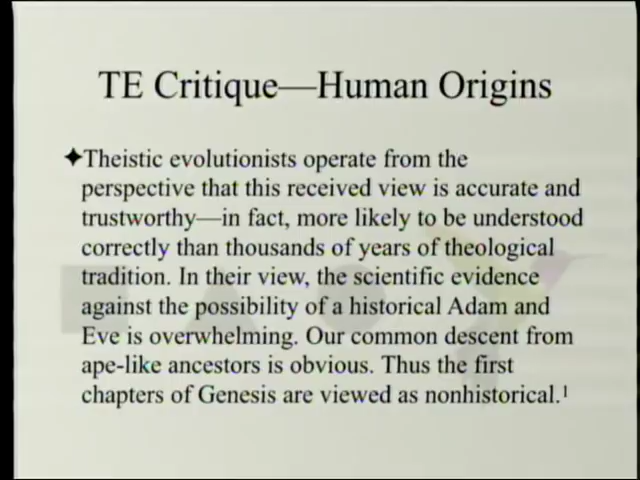 TE Critique—Human Origins
✦Theistic evolutionists operate from the
perspective that this received view is accurate and
trustworthy—in fact, more likely to be understood
correctly than thousands of years of theological
tradition. In their view, the scientific evidence
against the possibility of a historical Adam and
Eve is overwhelming. Our common descent from
ape-like ancestors is obvious. Thus the first
chapters of Genesis are viewed as nonhistorical.¹